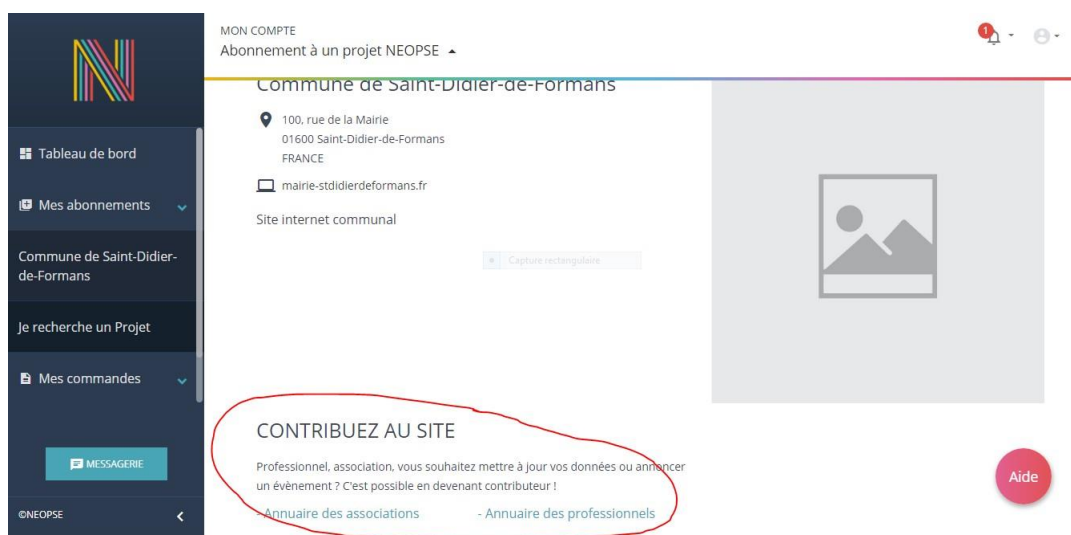 MON COMPTE
Abonnement à un projet NEOPSE
1
Tableau de bord
Mes abonnements
Commune de Saint-Didier-
de-Formans
Je recherche un Projet
Mes commandes
MESSAGERIE
©NEOPSE
Commune de Saint-Didier-de-Formans
100, rue de la Mairie
01600 Saint-Didier-de-Formans
FRANCE
mairie-stdidierdeformans.fr
Site internet communal
Capture rectangulaire
CONTRIBUEZ AU SITE
Professionnel, association, vous souhaitez mettre à jour vos données ou annoncer
un évènement ? C'est possible en devenant contributeur !
- Annuaire des associations - Annuaire des professionnels
Aide